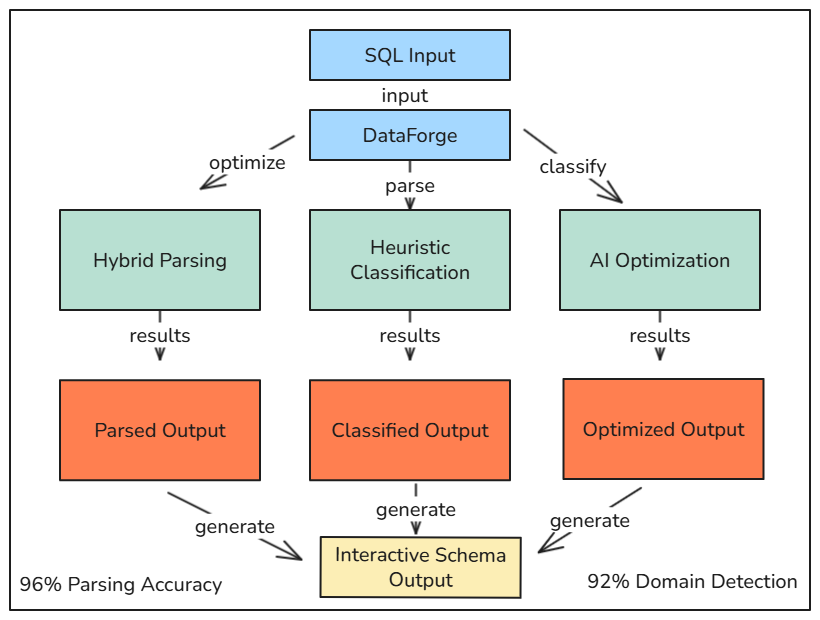 SQL Input
input
DataForge
optimize
parse
classify
Hybrid Parsing
Heuristic
Classification
AI Optimization
results
results
results
Parsed Output
Classified Output
Optimized Output
generate
generate
generate
Interactive Schema
Output
96% Parsing Accuracy
92% Domain Detection